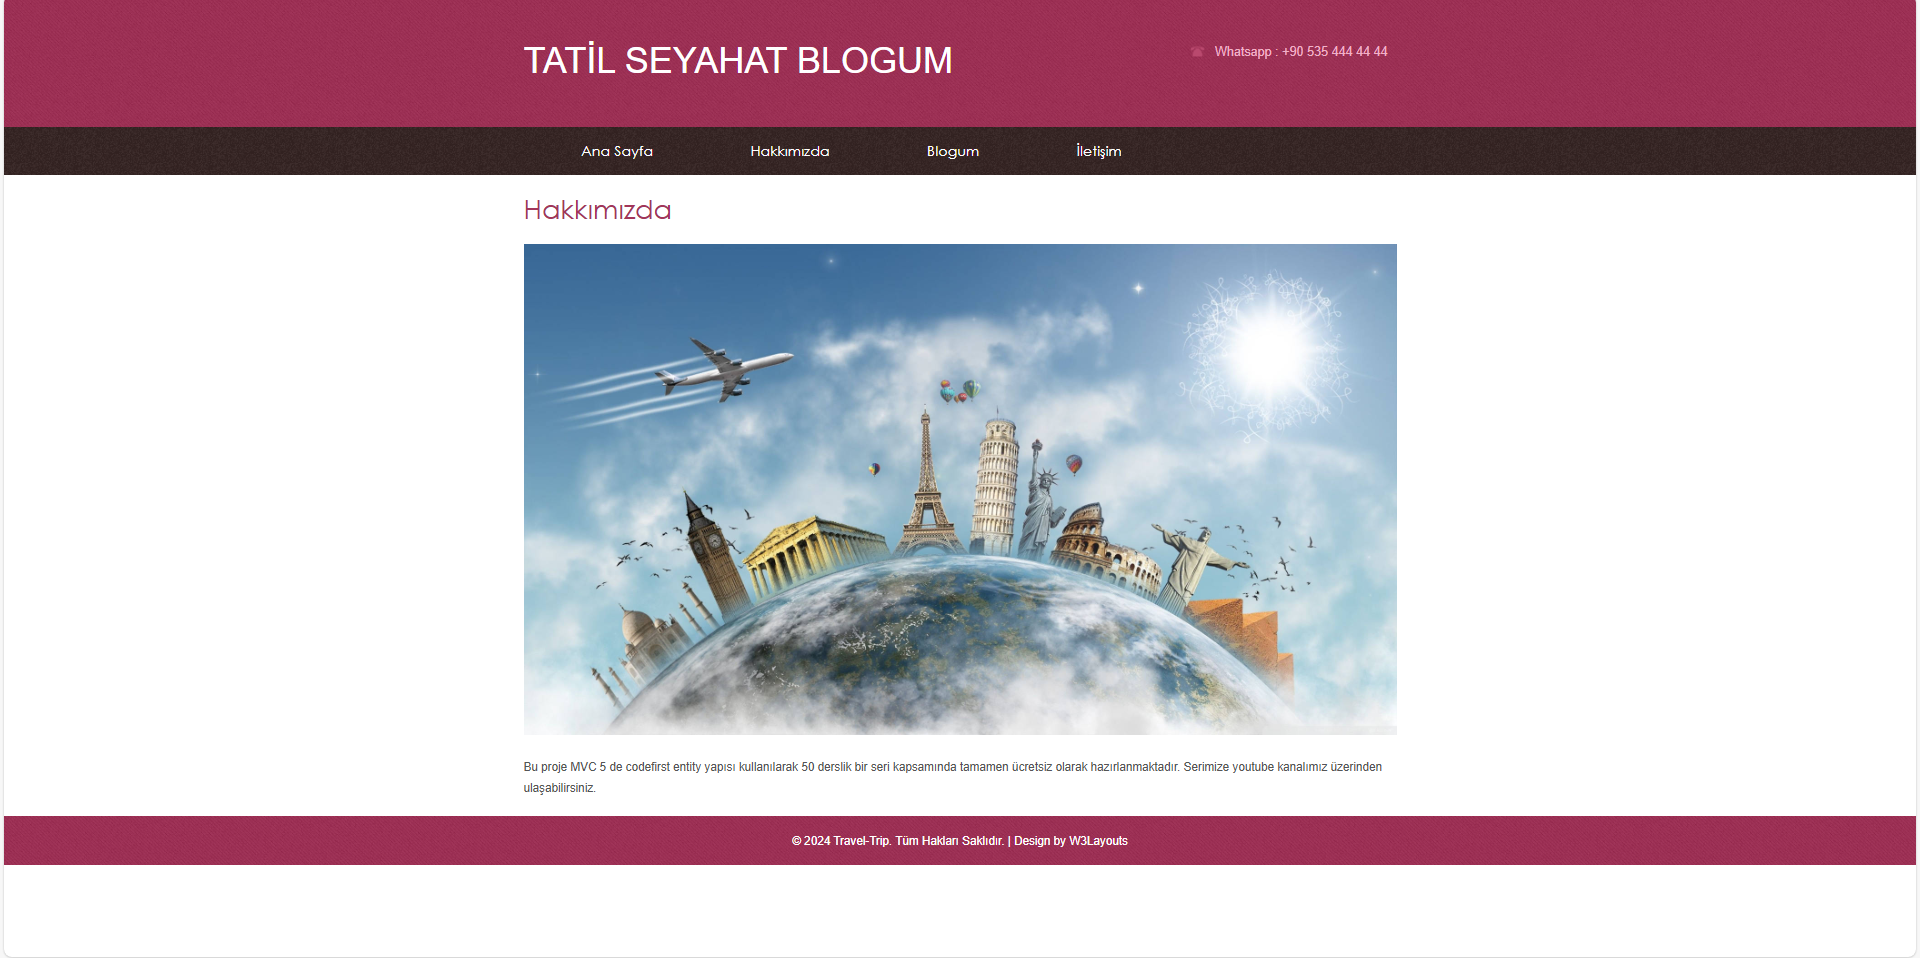 TATİL SEYAHAT BLOGUM
Whatsapp : +90 535 444 44 44
Ana Sayfa Hakkımızda Blogum İletişim
Hakkımızda
Bu proje MVC 5 de codefirst entity yapısı kullanılarak 50 derslik bir seri kapsamında tamamen ücretsiz olarak hazırlanmaktadır. Serimize youtube kanalımız üzerinden
ulaşabilirsiniz.
© 2024 Travel-Trip. Tüm Hakları Saklıdır. | Design by W3Layouts